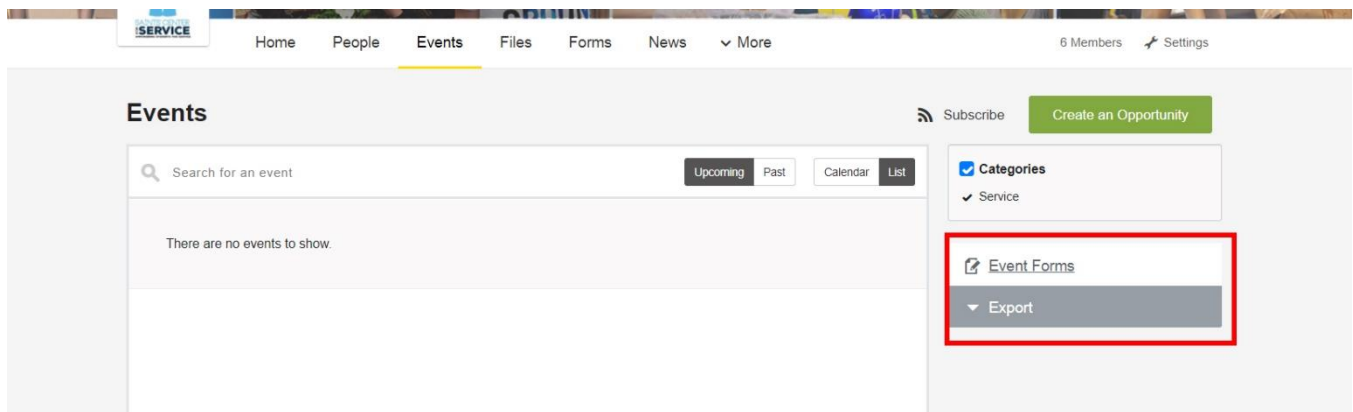 SERVICE
Home People Events Files Forms News More 6 Members Settings
Events Subscribe Create an Opportunity
Search for an event Upcoming Past Calendar List
Categories
Service
There are no events to show.
Event Forms
Export